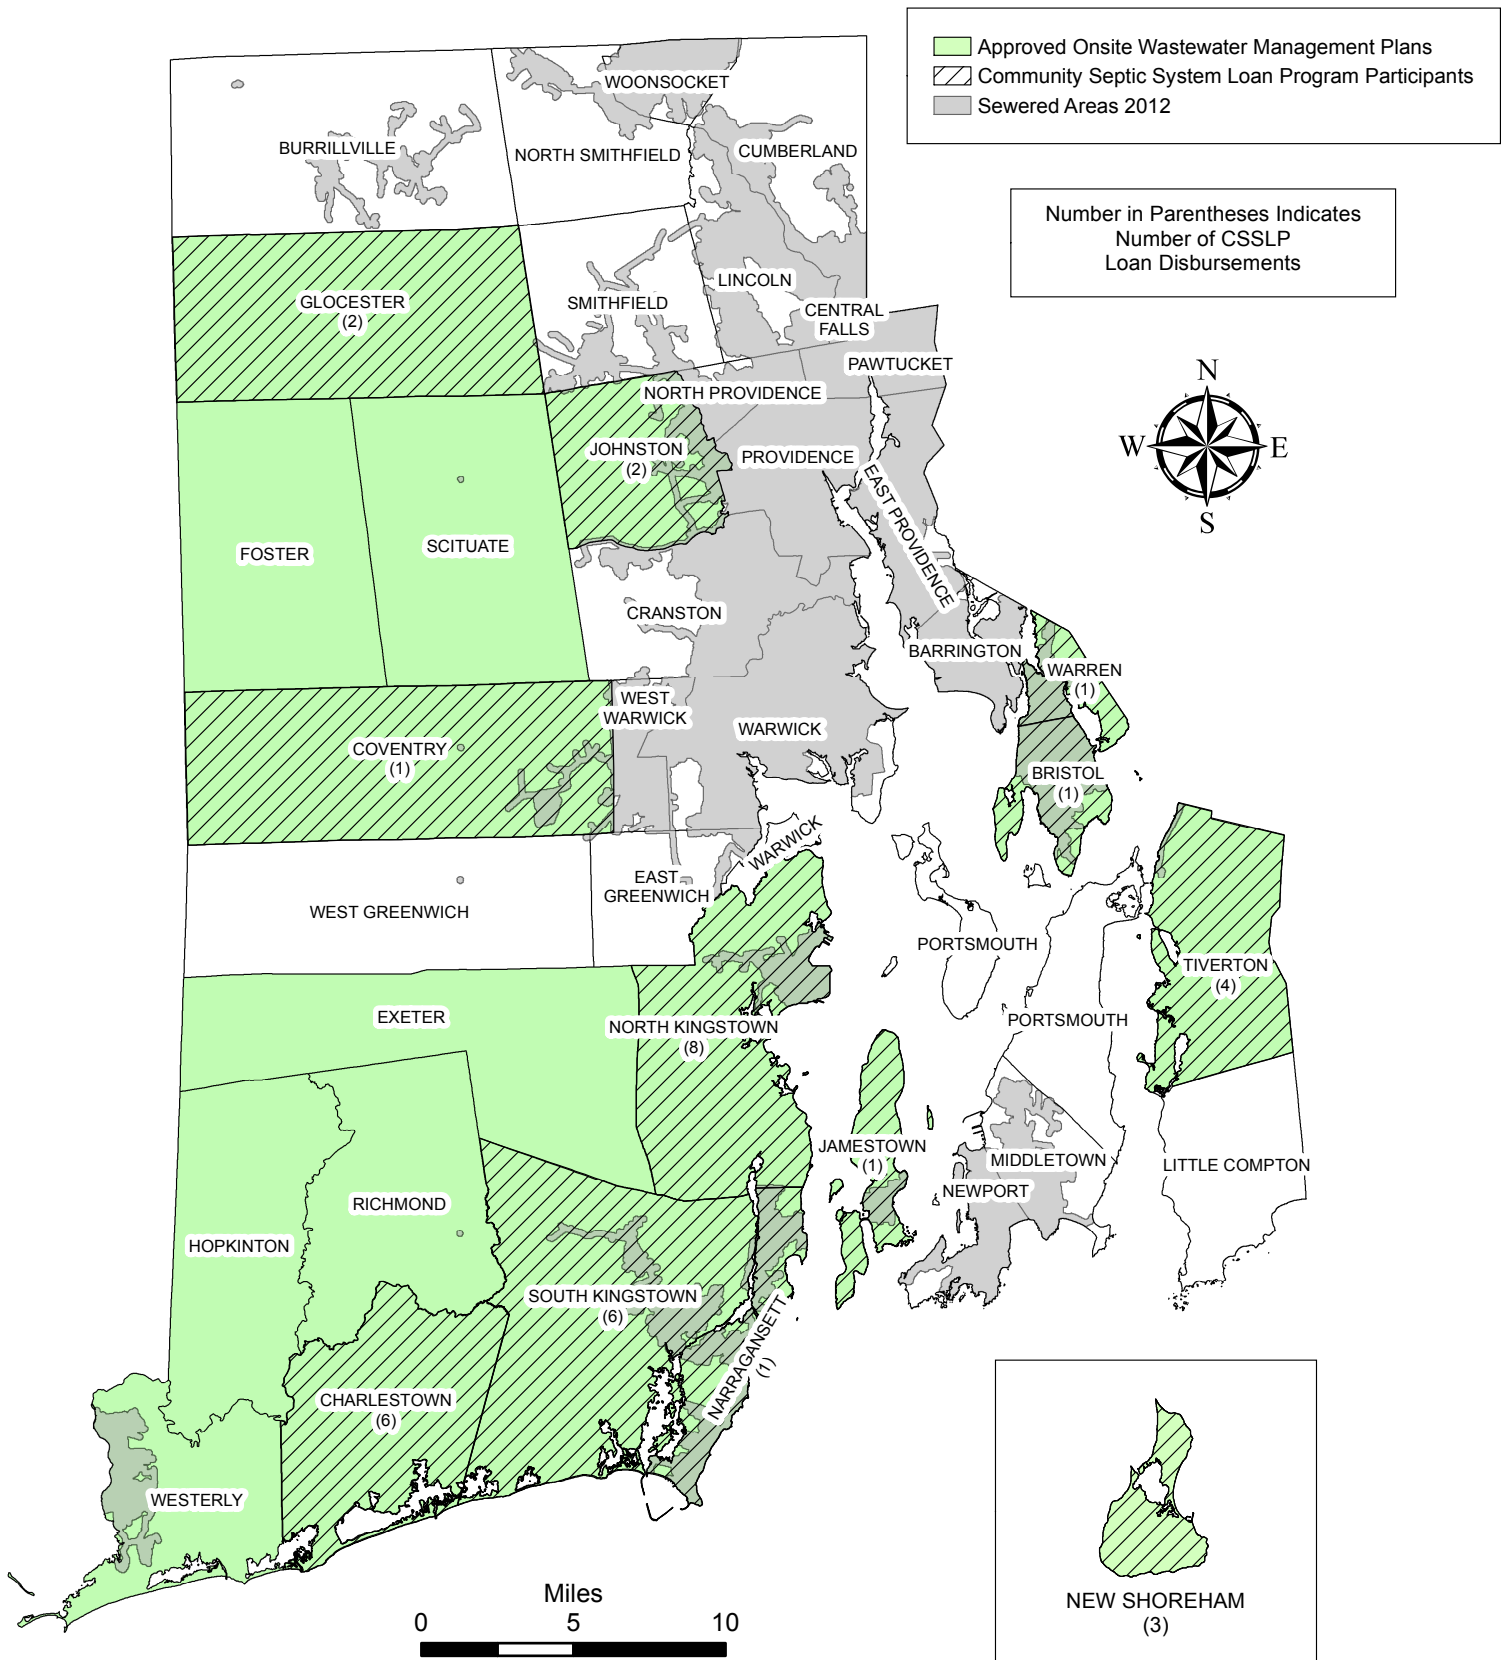 Approved Onsite Wastewater Management Plans
Community Septic System Loan Program Participants
Sewered Areas 2012
Number in Parentheses Indicates
Number of CSSLP
Loan Disbursements
N
W
E
S
WOONSOCKET
BURRILLVILLE
NORTH SMITHFIELD
CUMBERLAND
GLOCESTER
(2)
SMITHFIELD
LINCOLN
CENTRAL
FALLS
PAWTUCKET
NORTH PROVIDENCE
JOHNSTON
(2)
PROVIDENCE
EAST PROVIDENCE
FOSTER
SCITUATE
CRANSTON
BARRINGTON
WARREN
(1)
WEST
WARWICK
WARWICK
COVENTRY
(1)
BRISTOL
(1)
WARWICK
EAST
GREENWICH
WEST GREENWICH
PORTSMOUTH
TIVERTON
(4)
EXETER
NORTH KINGSTOWN
(8)
PORTSMOUTH
JAMESTOWN
(1)
MIDDLETOWN
LITTLE COMPTON
NEWPORT
RICHMOND
HOPKINTON
SOUTH KINGSTOWN
(6)
NARRAGANSETT
(1)
CHARLESTOWN
(6)
WESTERLY
NEW SHOREHAM
(3)
Miles
0 5 10